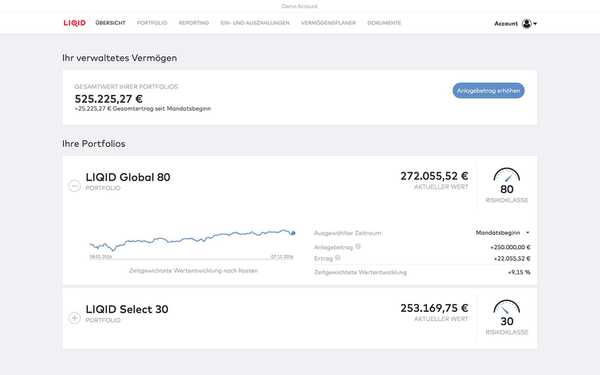 Demo Account
LIQID ÜBERSICHT PORTFOLIO REPORTING EIN- UND AUSZAHLUNGEN VERMÖGENSPLANER DOKUMENTE Account
Ihr verwaltetes Vermögen
GESAMTWERT IHRER PORTFOLIOS
525.225,27 €
+25.225,27 € Gesamtertrag seit Mandatsbeginn
Anlagebetrag erhöhen
Ihre Portfolios
LIQID Global 80
PORTFOLIO
272.055,52 €
AKTUELLER WERT
80
RISIKOKLASSE
Ausgewählter Zeitraum Mandatsbeginn
Anlagebetrag +250.000,00 €
Ertrag +22.055,52 €
Zeitgewichtete Wertentwicklung +9,15 %
Zeitgewichtete Wertentwicklung nach Kosten
LIQID Select 30
PORTFOLIO
253.169,75 €
AKTUELLER WERT
30
RISIKOKLASSE